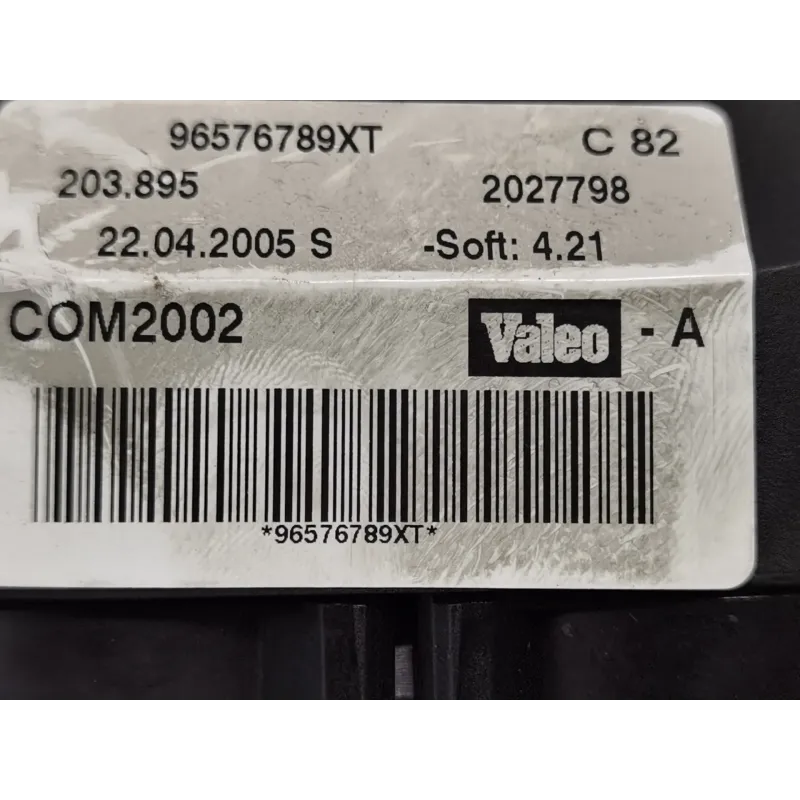 96576789XT C 82
203.895 2027798
22.04.2005 S -Soft: 4.21
COM2002 Valeo - A
*96576789XT*